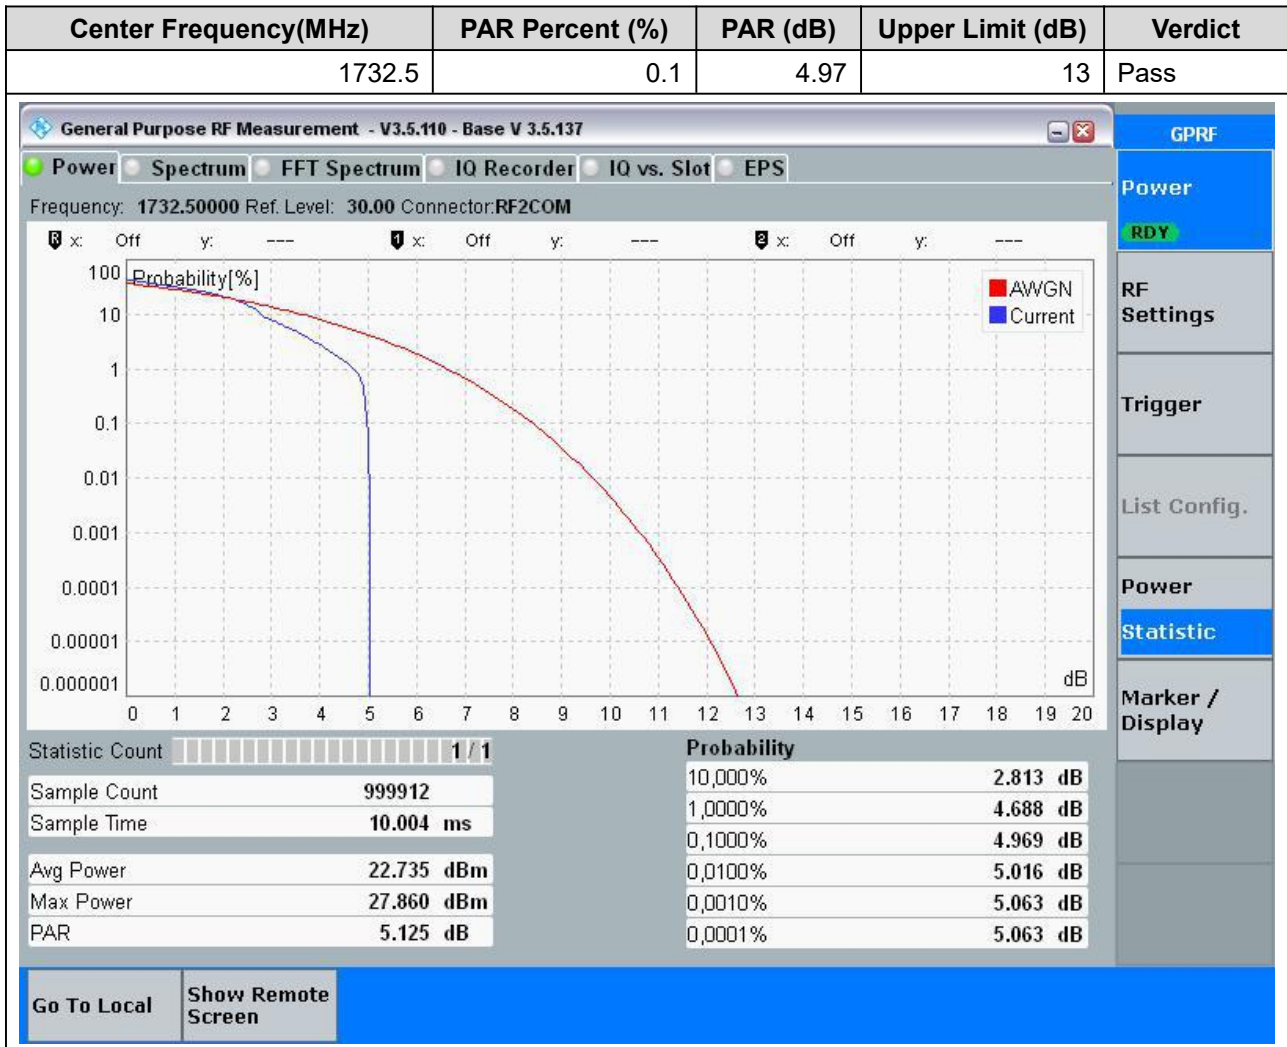 Center Frequency(MHz) PAR Percent (%) PAR (dB) Upper Limit (dB) Verdict
1732.5 0.1 4.97 13 Pass
General Purpose RF Measurement - V3.5.110 - Base V 3.5.137
GPRF
Power Spectrum FFT Spectrum IQ Recorder IQ vs. Slot EPS
Power
RDY
Frequency: 1732.50000 Ref. Level: 30.00 Connector:RF2COM
R x: Off y: --- 1 x: Off y: --- 2 x: Off y: ---
Probability[%]
100
10
1
0.1
0.01
0.001
0.0001
0.00001
0.000001
AWGN
Current
dB
0 1 2 3 4 5 6 7 8 9 10 11 12 13 14 15 16 17 18 19 20
RF
Settings
Trigger
List Config.
Power
Statistic
Marker /
Display
Statistic Count 1 / 1
Sample Count 999912
Sample Time 10.004 ms
Avg Power 22.735 dBm
Max Power 27.860 dBm
PAR 5.125 dB
Probability
10,000% 2.813 dB
1,0000% 4.688 dB
0,1000% 4.969 dB
0,0100% 5.016 dB
0,0010% 5.063 dB
0,0001% 5.063 dB
Go To Local
Show Remote
Screen